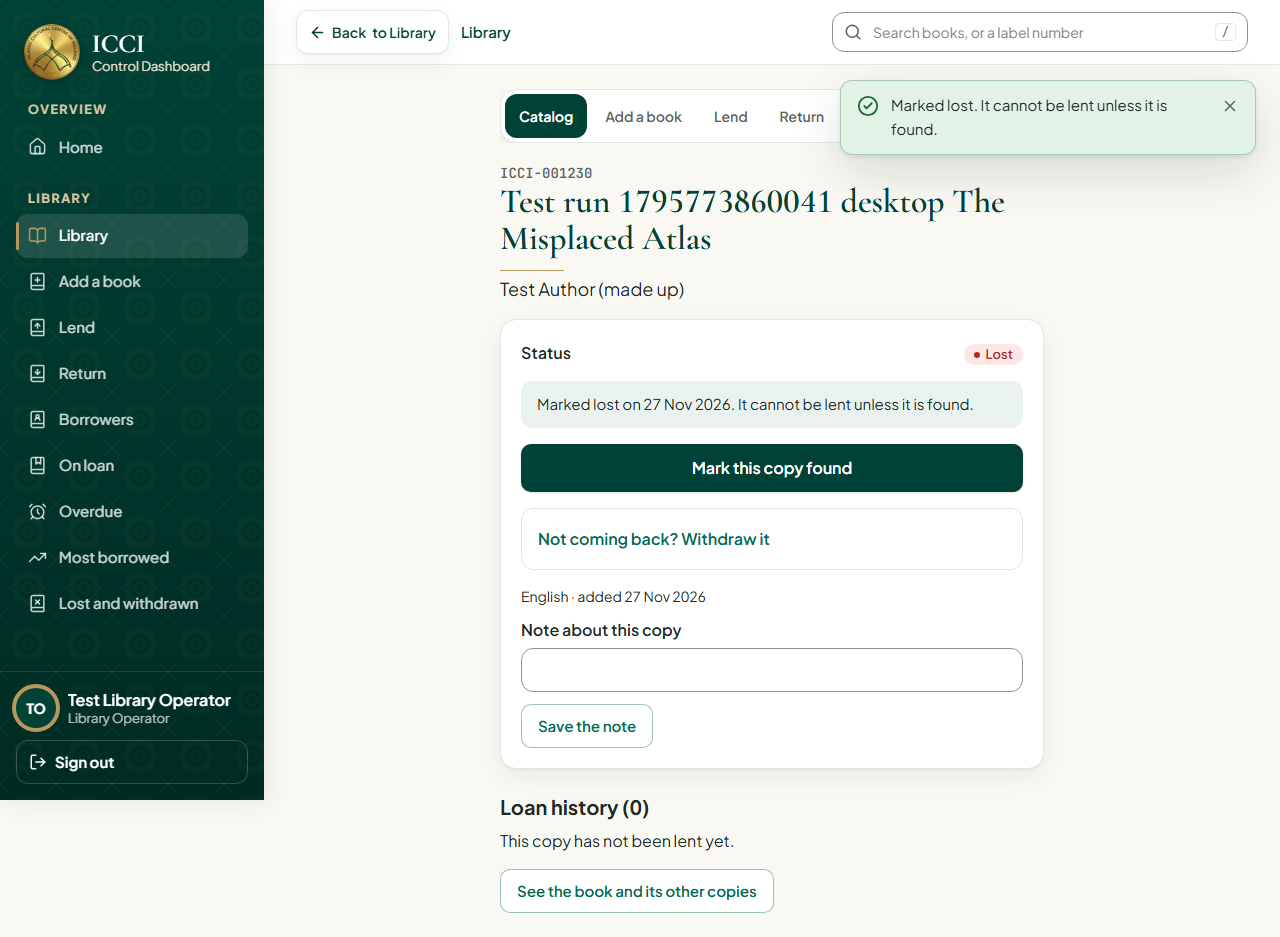 ICCI
Control Dashboard
OVERVIEW
Home
LIBRARY
Library
Add a book
Lend
Return
Borrowers
On loan
Overdue
Most borrowed
Lost and withdrawn
TO
Test Library Operator
Library Operator
Sign out
Back to Library
Library
Search books, or a label number
/
Catalog
Add a book
Lend
Return
Marked lost. It cannot be lent unless it is
found.
ICCI-001230
Test run 1795773860041 desktop The
Misplaced Atlas
Test Author (made up)
Status
Lost
Marked lost on 27 Nov 2026. It cannot be lent unless it is found.
Mark this copy found
Not coming back? Withdraw it
English · added 27 Nov 2026
Note about this copy
Save the note
Loan history (0)
This copy has not been lent yet.
See the book and its other copies